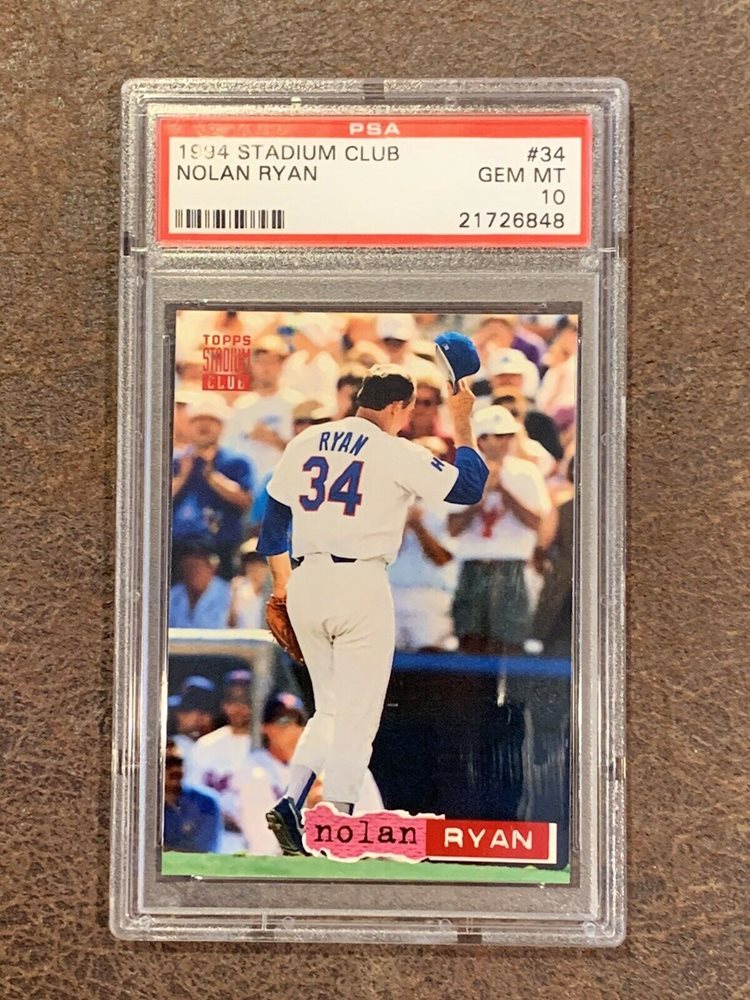 PSA
1994 STADIUM CLUB #34
NOLAN RYAN GEM MT
10
21726848
TOPPS
STADIUM
CLUB
RYAN
34
nolan RYAN